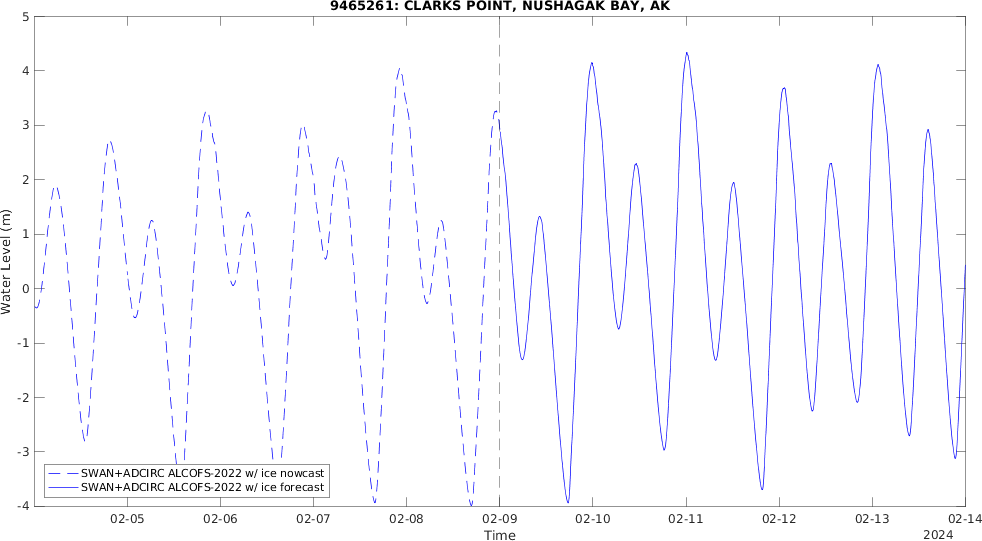 9465261: CLARKS POINT, NUSHAGAK BAY, AK
5
4
3
2
1
0
-1
-2
-3
-4
Water Level (m)
SWAN+ADCIRC ALCOFS-2022 w/ ice nowcast
SWAN+ADCIRC ALCOFS-2022 w/ ice forecast
02-05 02-06 02-07 02-08 02-09 02-10 02-11 02-12 02-13 02-14
Time
2024